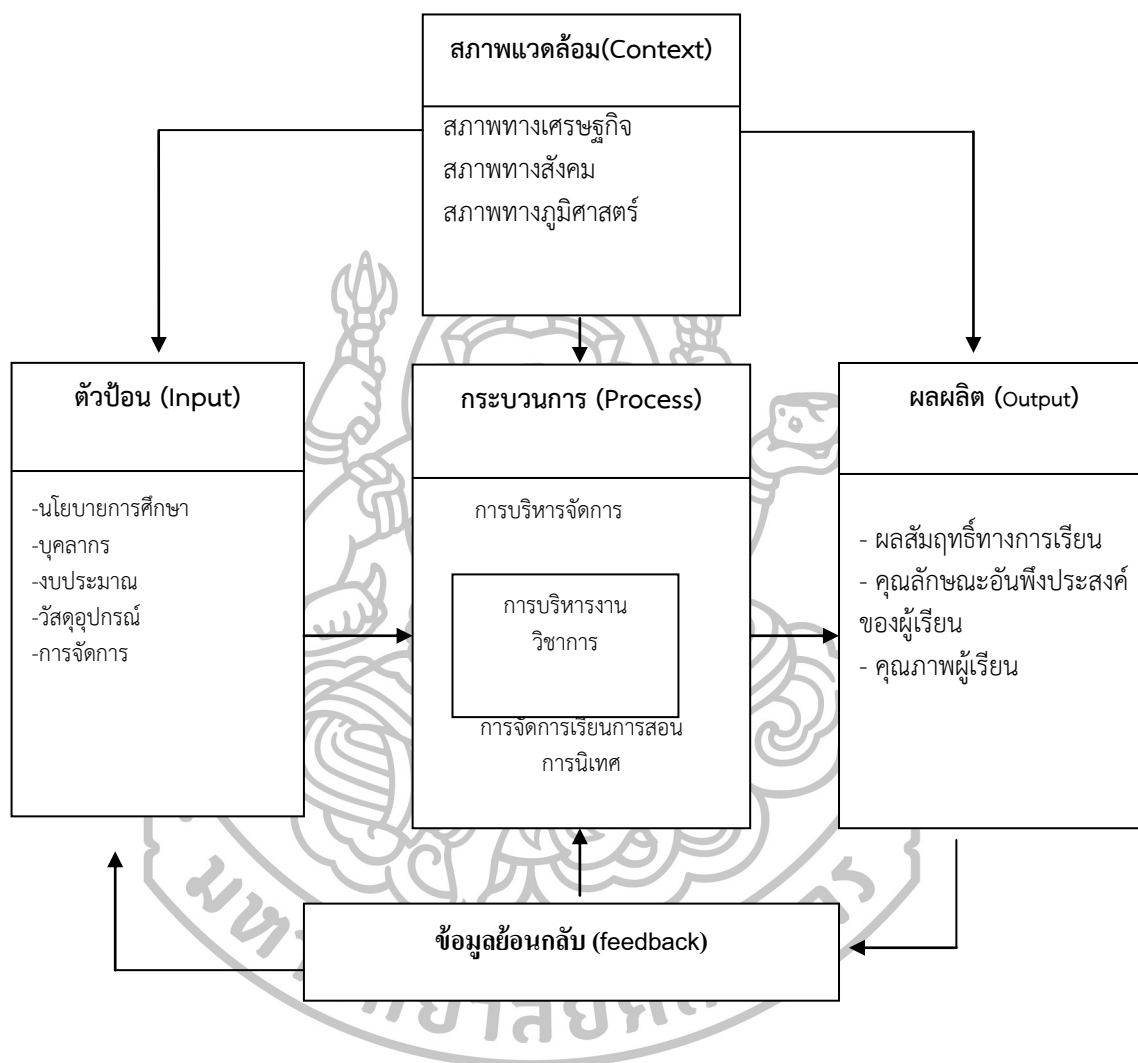 สภาพแวดล้อม(Context)
สภาพทางเศรษฐกิจ
สภาพทางสังคม
สภาพทางภูมิศาสตร์
ตัวป้อน (Input)
-นโยบายการศึกษา
-บุคลากร
-งบประมาณ
-วัสดุอุปกรณ์
-การจัดการ
กระบวนการ (Process)
การบริหารจัดการ
การบริหารงาน
วิชาการ
การจัดการเรียนการสอน
การนิเทศ
ผลผลิต (Output)
- ผลสัมฤทธิ์ทางการเรียน
- คุณลักษณะอันพึงประสงค์
ของผู้เรียน
- คุณภาพผู้เรียน
ข้อมูลย้อนกลับ (feedback)